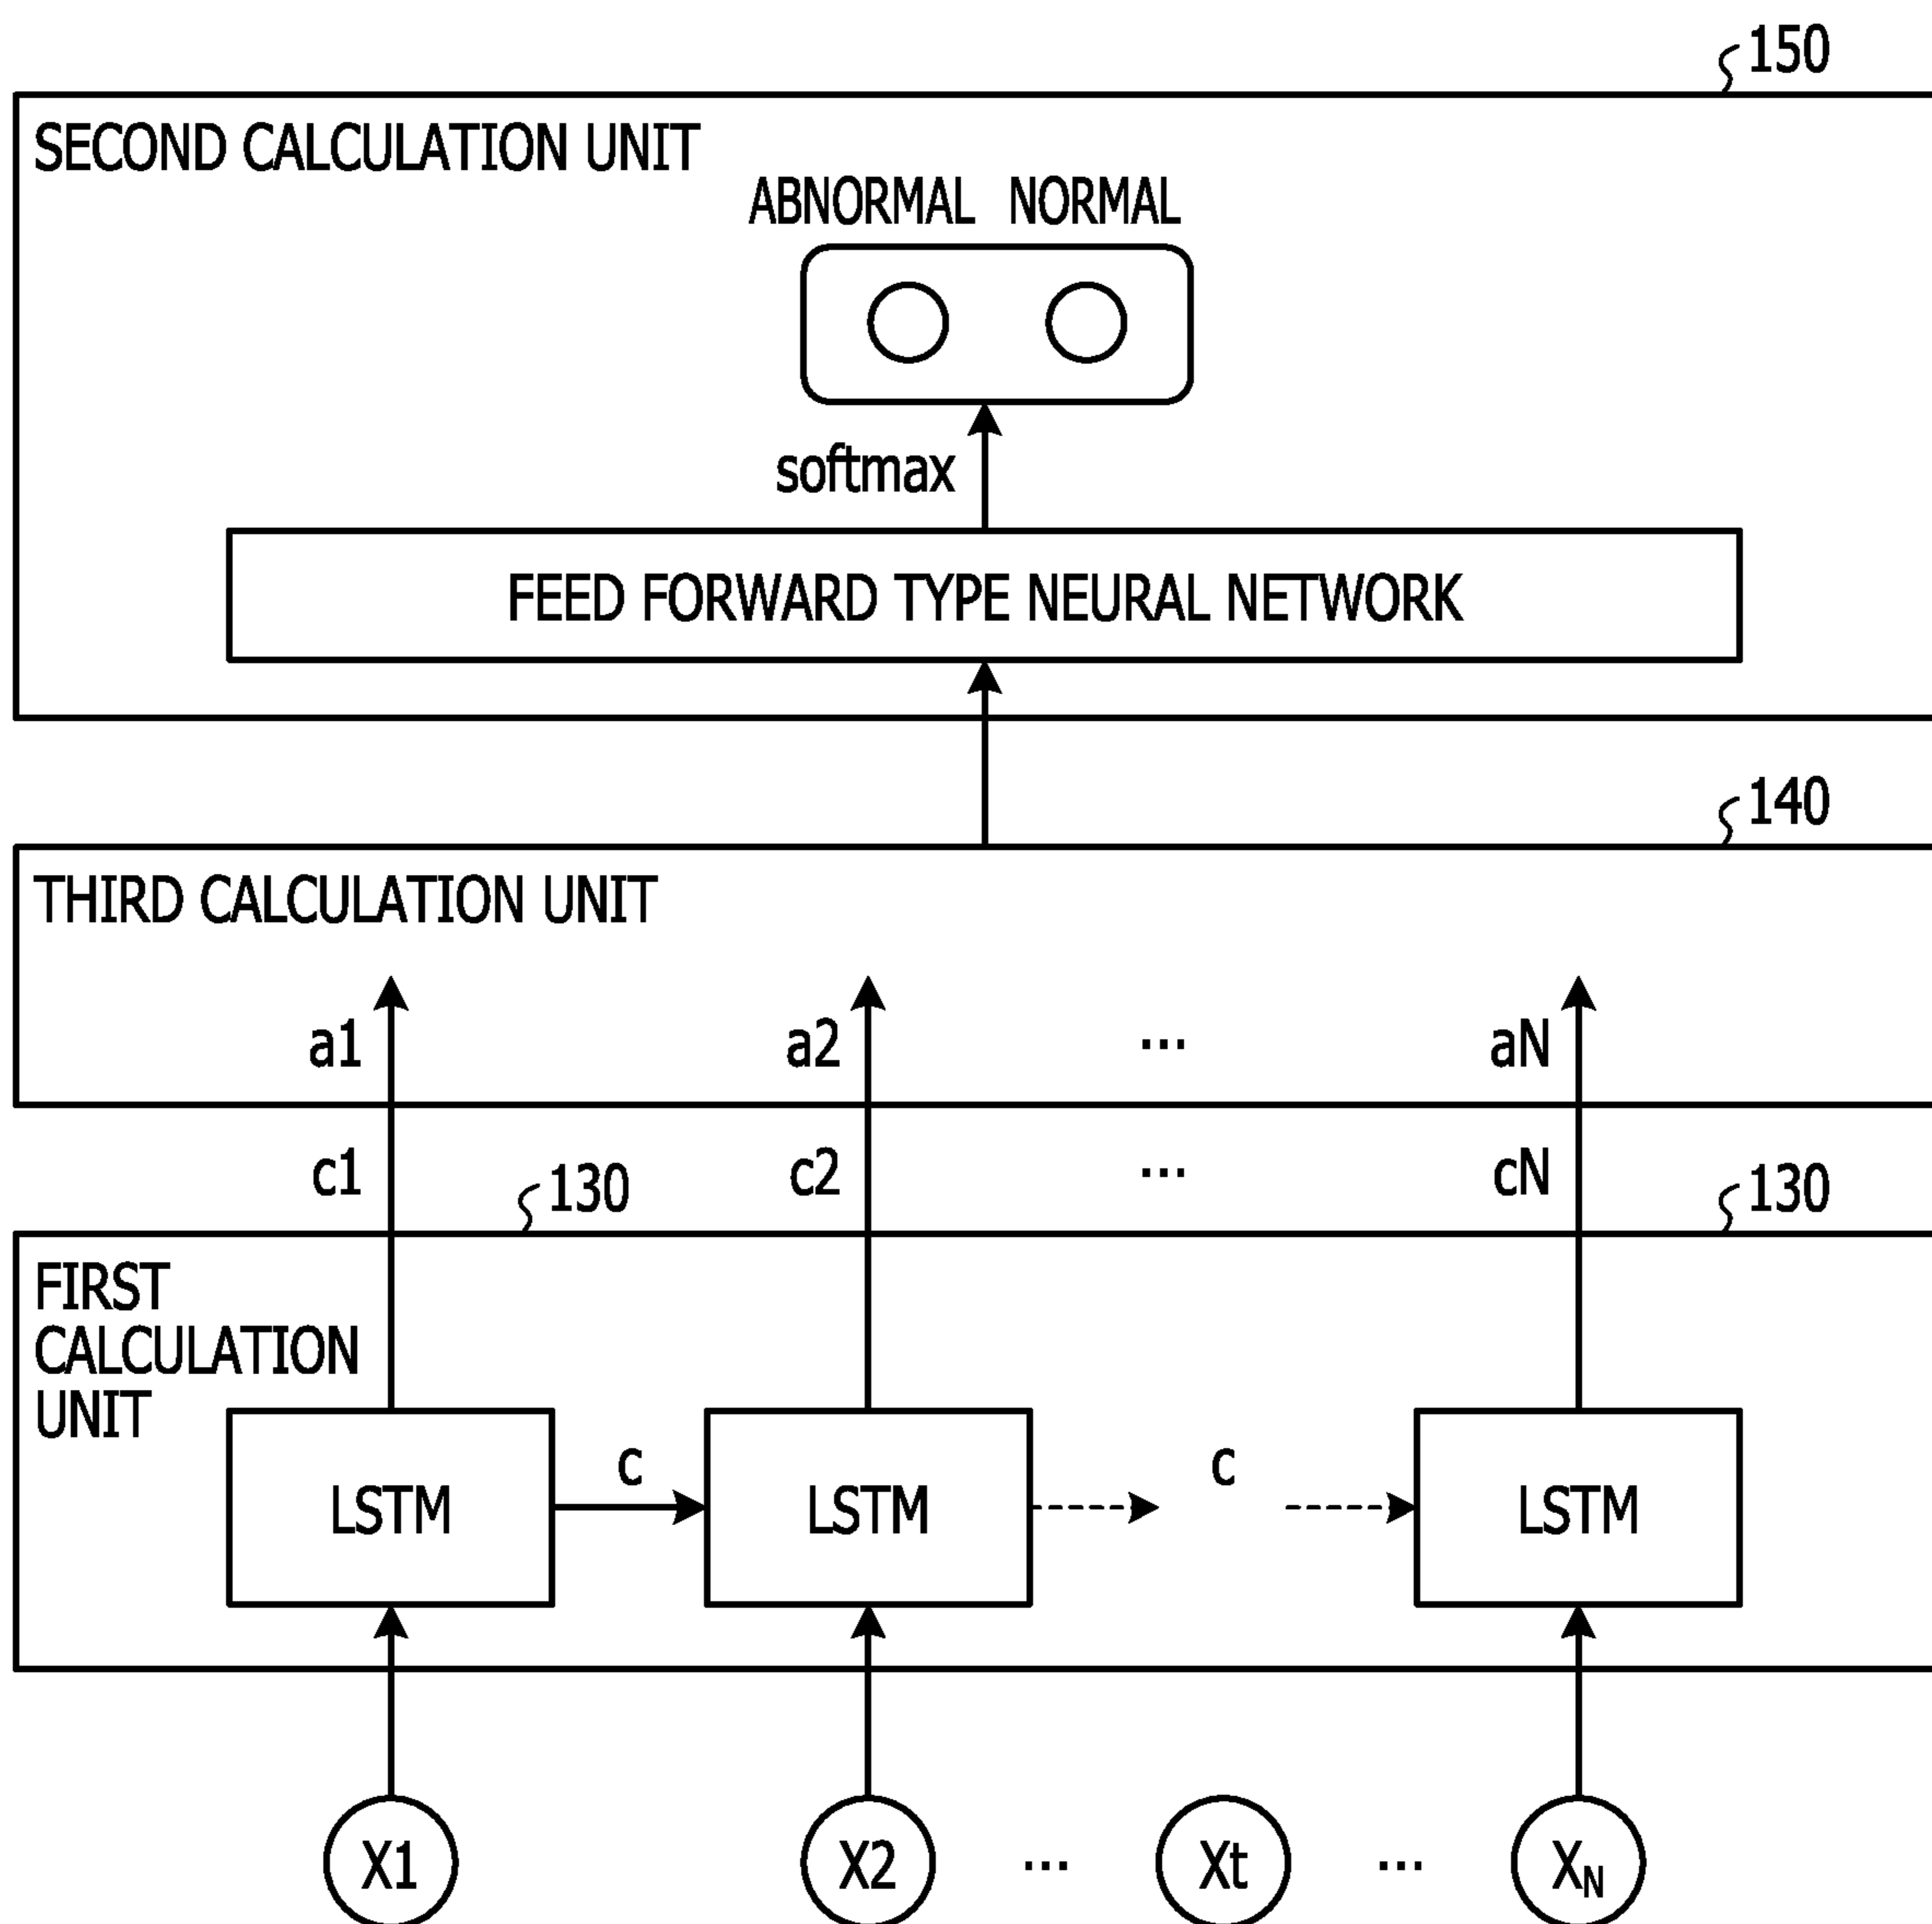 150
SECOND CALCULATION UNIT
ABNORMAL NORMAL
softmax
FEED FORWARD TYPE NEURAL NETWORK
140
THIRD CALCULATION UNIT
a1 a2 ... aN
c1 130 c2 ... cN 130
FIRST
CALCULATION
UNIT
LSTM c LSTM c LSTM
X1 X2 ... Xt ... XN